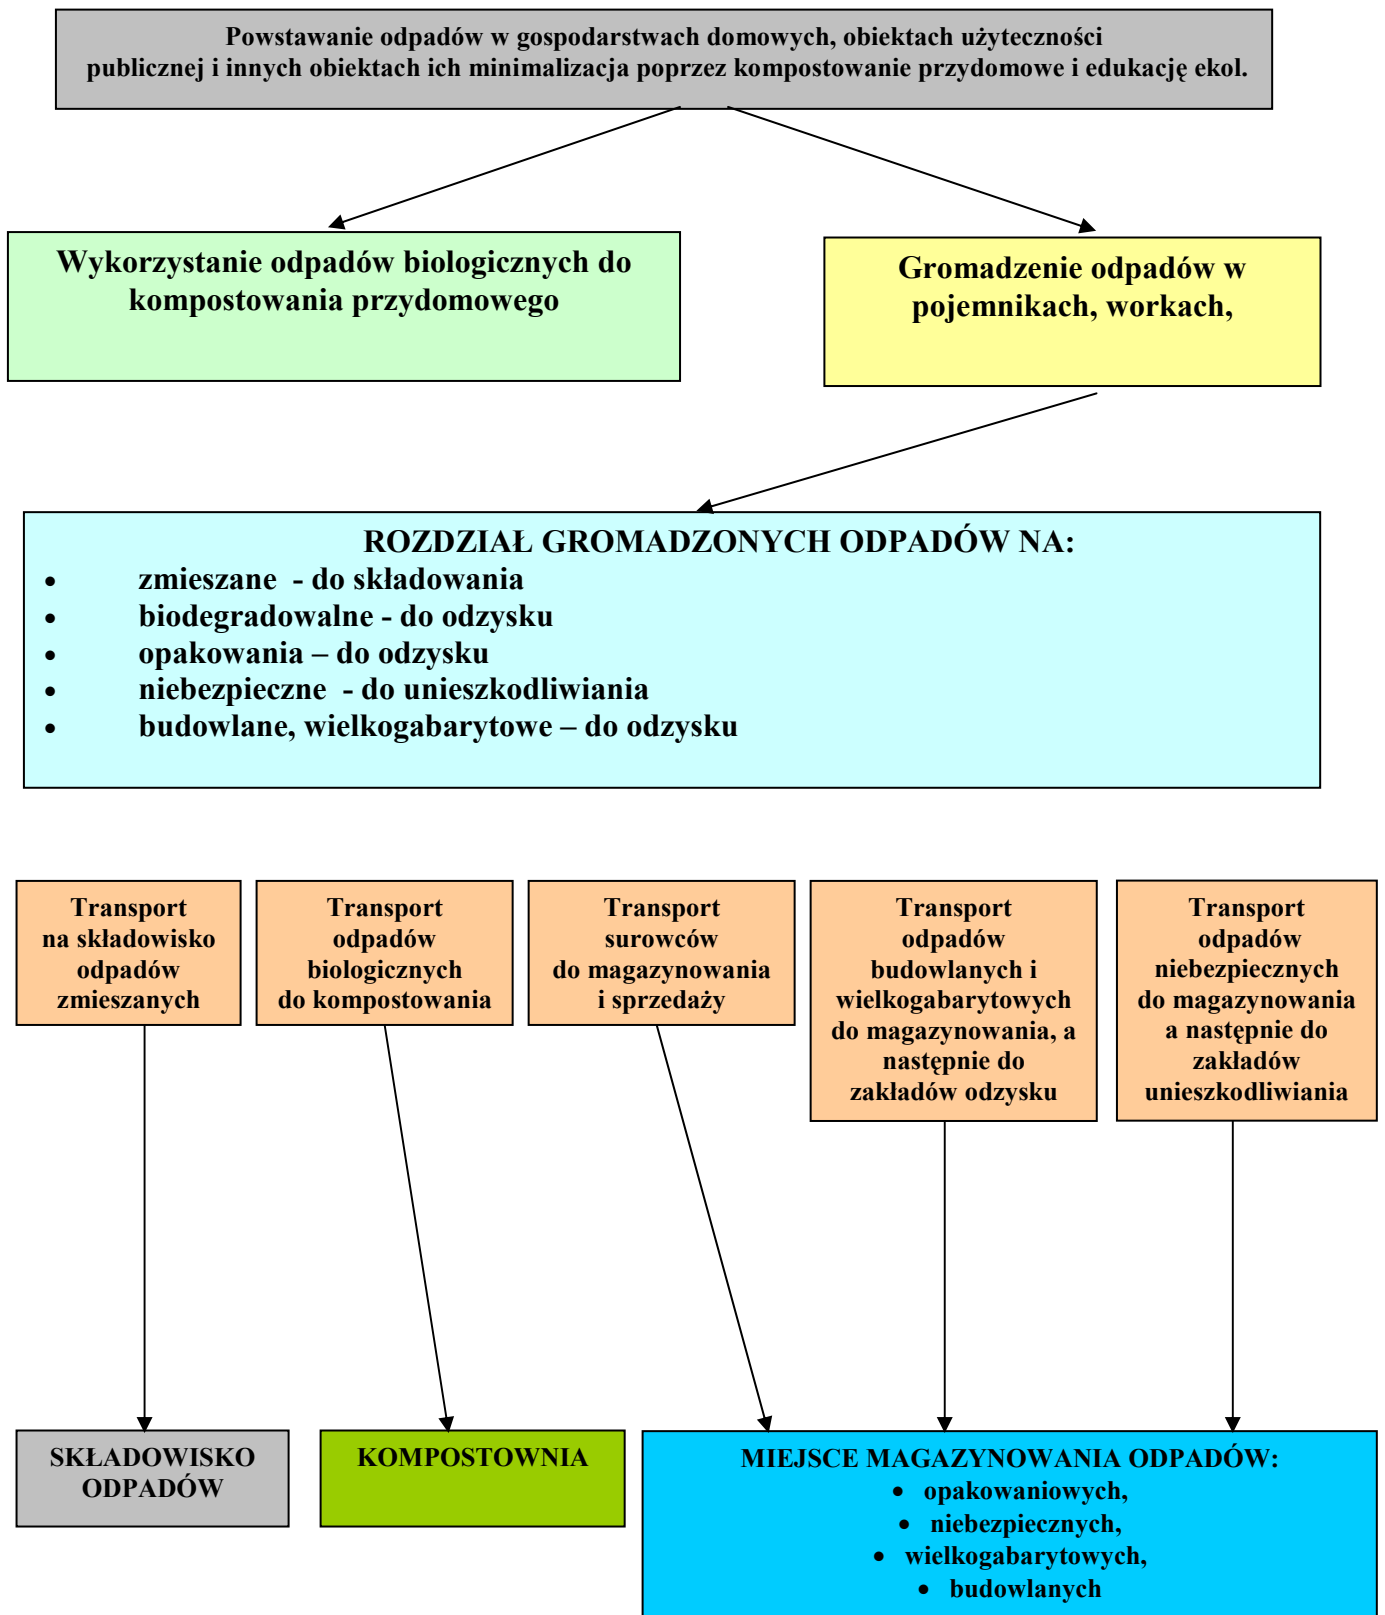 Powstawanie odpadów w gospodarstwach domowych, obiektach użyteczności
publicznej i innych obiektach ich minimalizacja poprzez kompostowanie przydomowe i edukację ekol.
Wykorzystanie odpadów biologicznych do
kompostowania przydomowego
Gromadzenie odpadów w
pojemnikach, workach,
ROZDZIAŁ GROMADZONYCH ODPADÓW NA:
• zmieszane  - do składowania
• biodegradowalne - do odzysku
• opakowania – do odzysku
• niebezpieczne  - do unieszkodliwiania
• budowlane, wielkogabarytowe – do odzysku
Transport
na składowisko
odpadów
zmieszanych
Transport
odpadów
biologicznych
do kompostowania
Transport
surowców
do magazynowania
i sprzedaży
Transport
odpadów
budowlanych i
wielkogabarytowych
do magazynowania, a
następnie do
zakładów odzysku
Transport
odpadów
niebezpiecznych
do magazynowania
a następnie do
zakładów
unieszkodliwiania
SKŁADOWISKO
ODPADÓW
KOMPOSTOWNIA
MIEJSCE MAGAZYNOWANIA ODPADÓW:
• opakowaniowych,
• niebezpiecznych,
• wielkogabarytowych,
• budowlanych